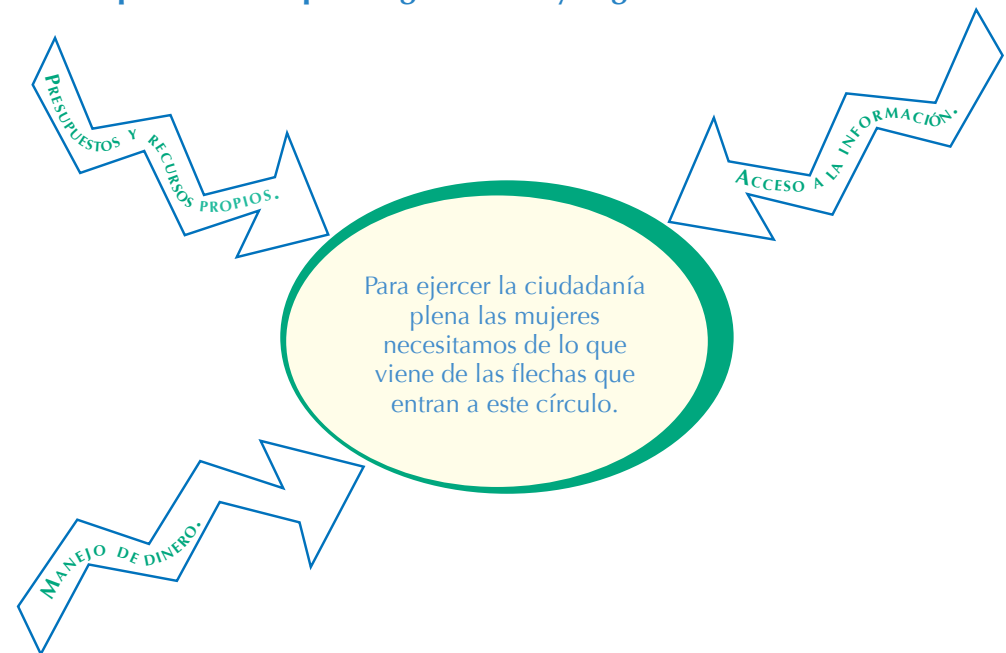 PRESUPUESTOS Y RECURSOS PROPIOS.
ACCESO A LA INFORMACIÓN.
Para ejercer la ciudadanía
plena las mujeres
necesitamos de lo que
viene de las flechas que
entran a este círculo.
MANEJO DE DINERO.